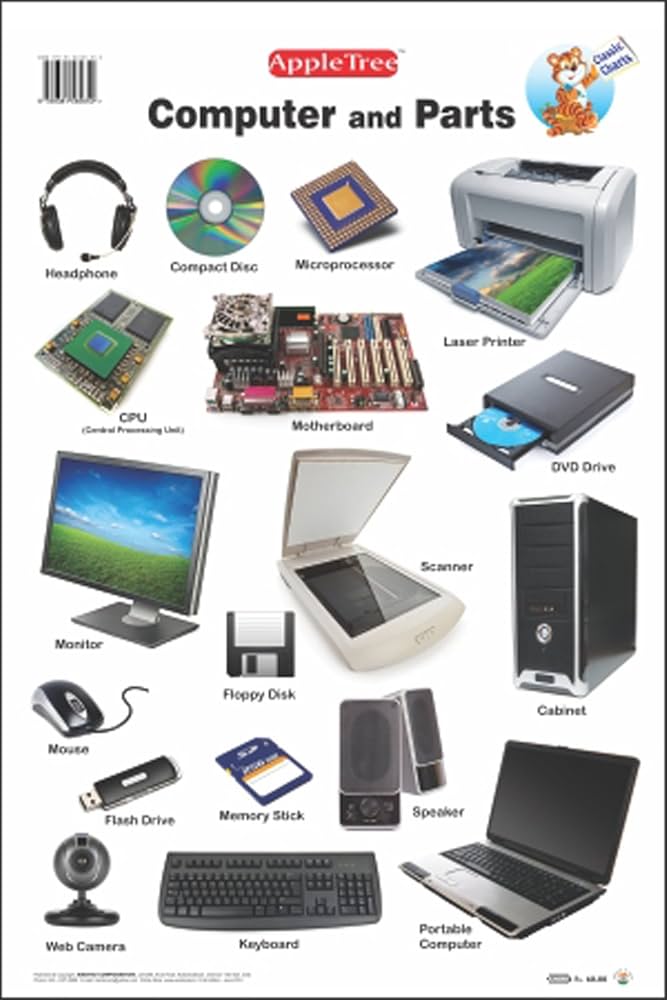 AppleTree™
Classic Charts
Computer and Parts
Headphone
Compact Disc
Microprocessor
Laser Printer
CPU
(Central Processing Unit)
Motherboard
DVD Drive
Monitor
Scanner
Floppy Disk
Cabinet
Mouse
Flash Drive
Memory Stick
Speaker
Web Camera
Keyboard
Portable
Computer